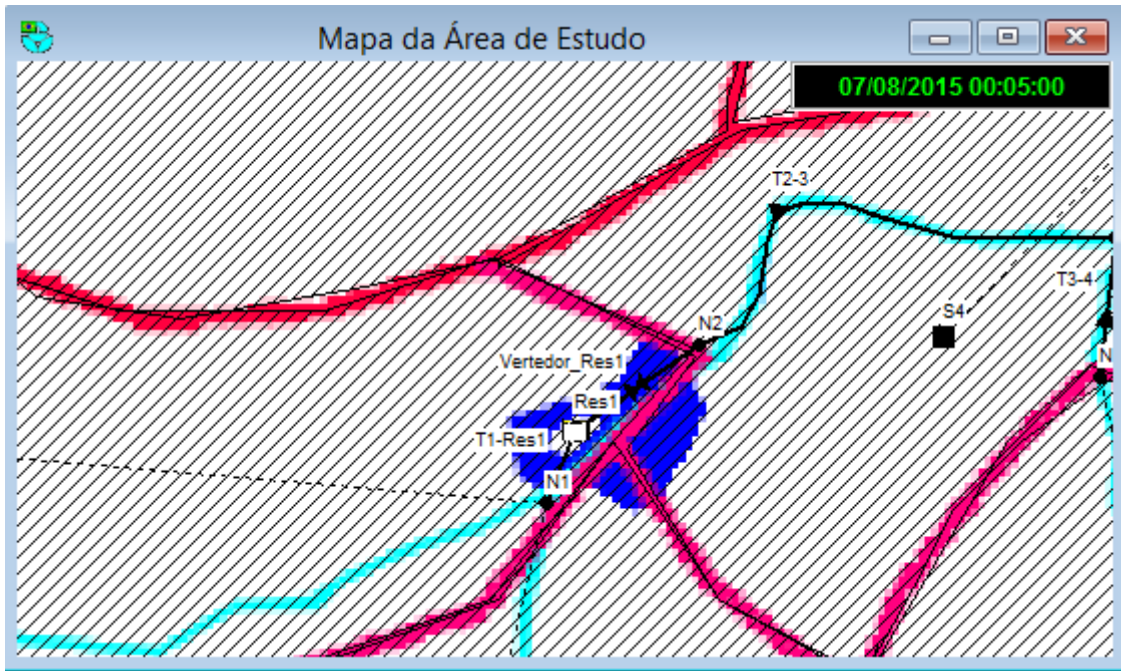 Mapa da Área de Estudo
07/08/2015 00:05:00
T2-3
T3-4
S4
N2
Vertedor_Res1
N
Res1
T1-Res1
N1